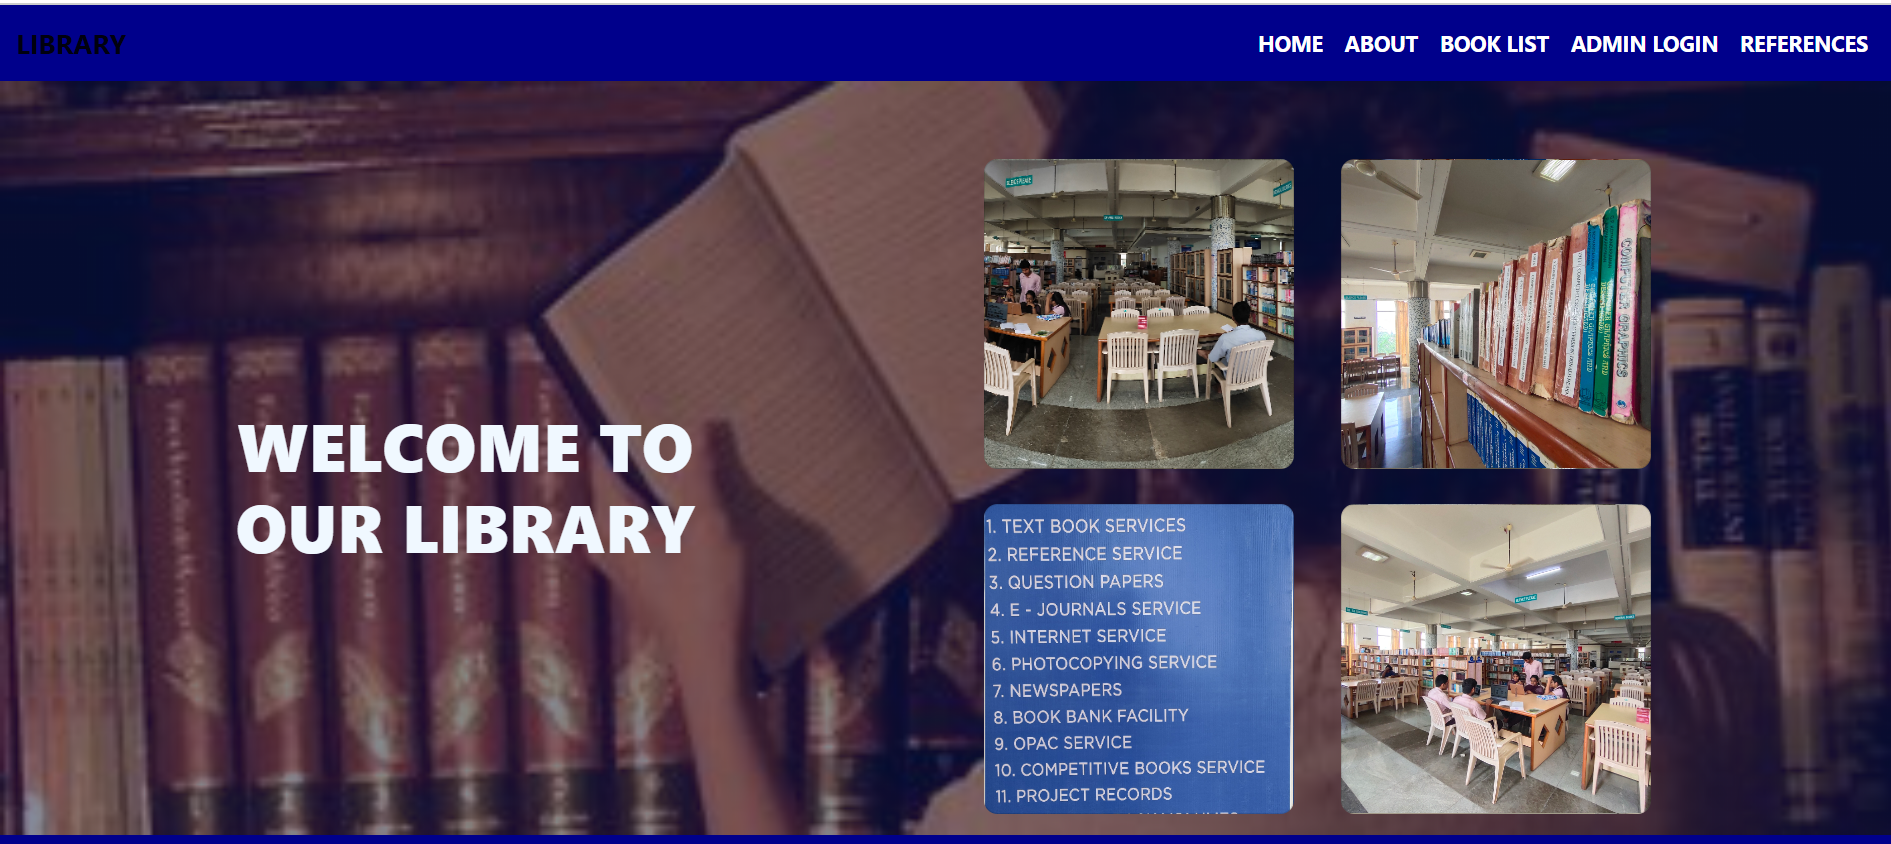 LIBRARY
HOME ABOUT BOOK LIST ADMIN LOGIN REFERENCES
WELCOME TO
OUR LIBRARY
COMPUTER GRAPHICS
1. TEXT BOOK SERVICES
2. REFERENCE SERVICE
3. QUESTION PAPERS
4. E - JOURNALS SERVICE
5. INTERNET SERVICE
6. PHOTOCOPYING SERVICE
7. NEWSPAPERS
8. BOOK BANK FACILITY
9. OPAC SERVICE
10. COMPETITIVE BOOKS SERVICE
11. PROJECT RECORDS